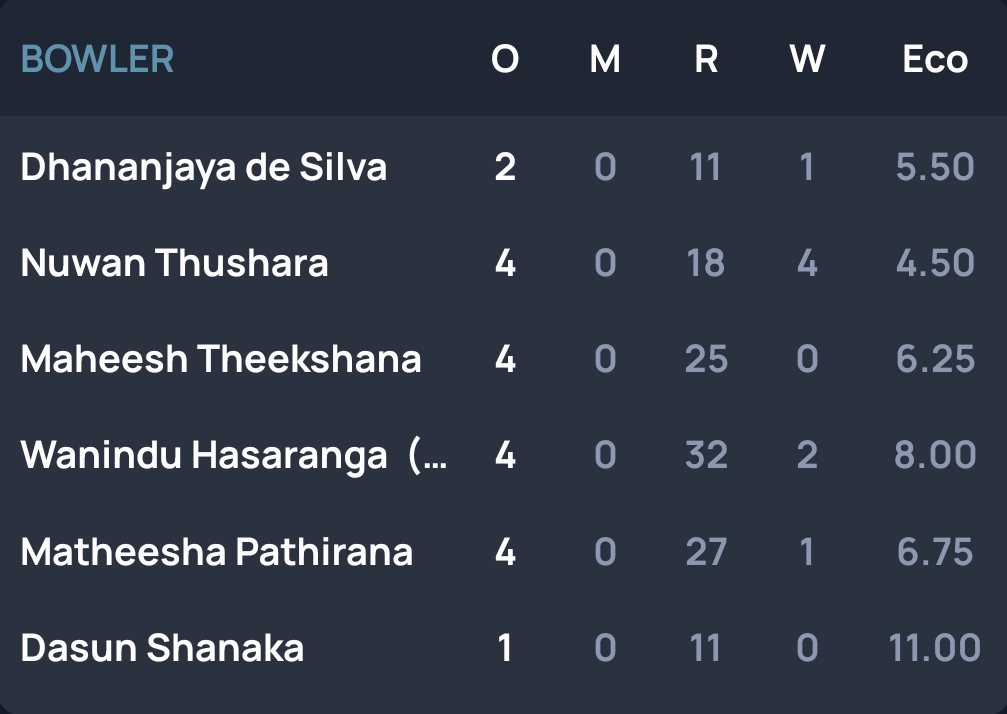 BOWLER O M R W Eco
Dhananjaya de Silva 2 0 11 1 5.50
Nuwan Thushara 4 0 18 4 4.50
Maheesh Theekshana 4 0 25 0 6.25
Wanindu Hasaranga (... 4 0 32 2 8.00
Matheesha Pathirana 4 0 27 1 6.75
Dasun Shanaka 1 0 11 0 11.00